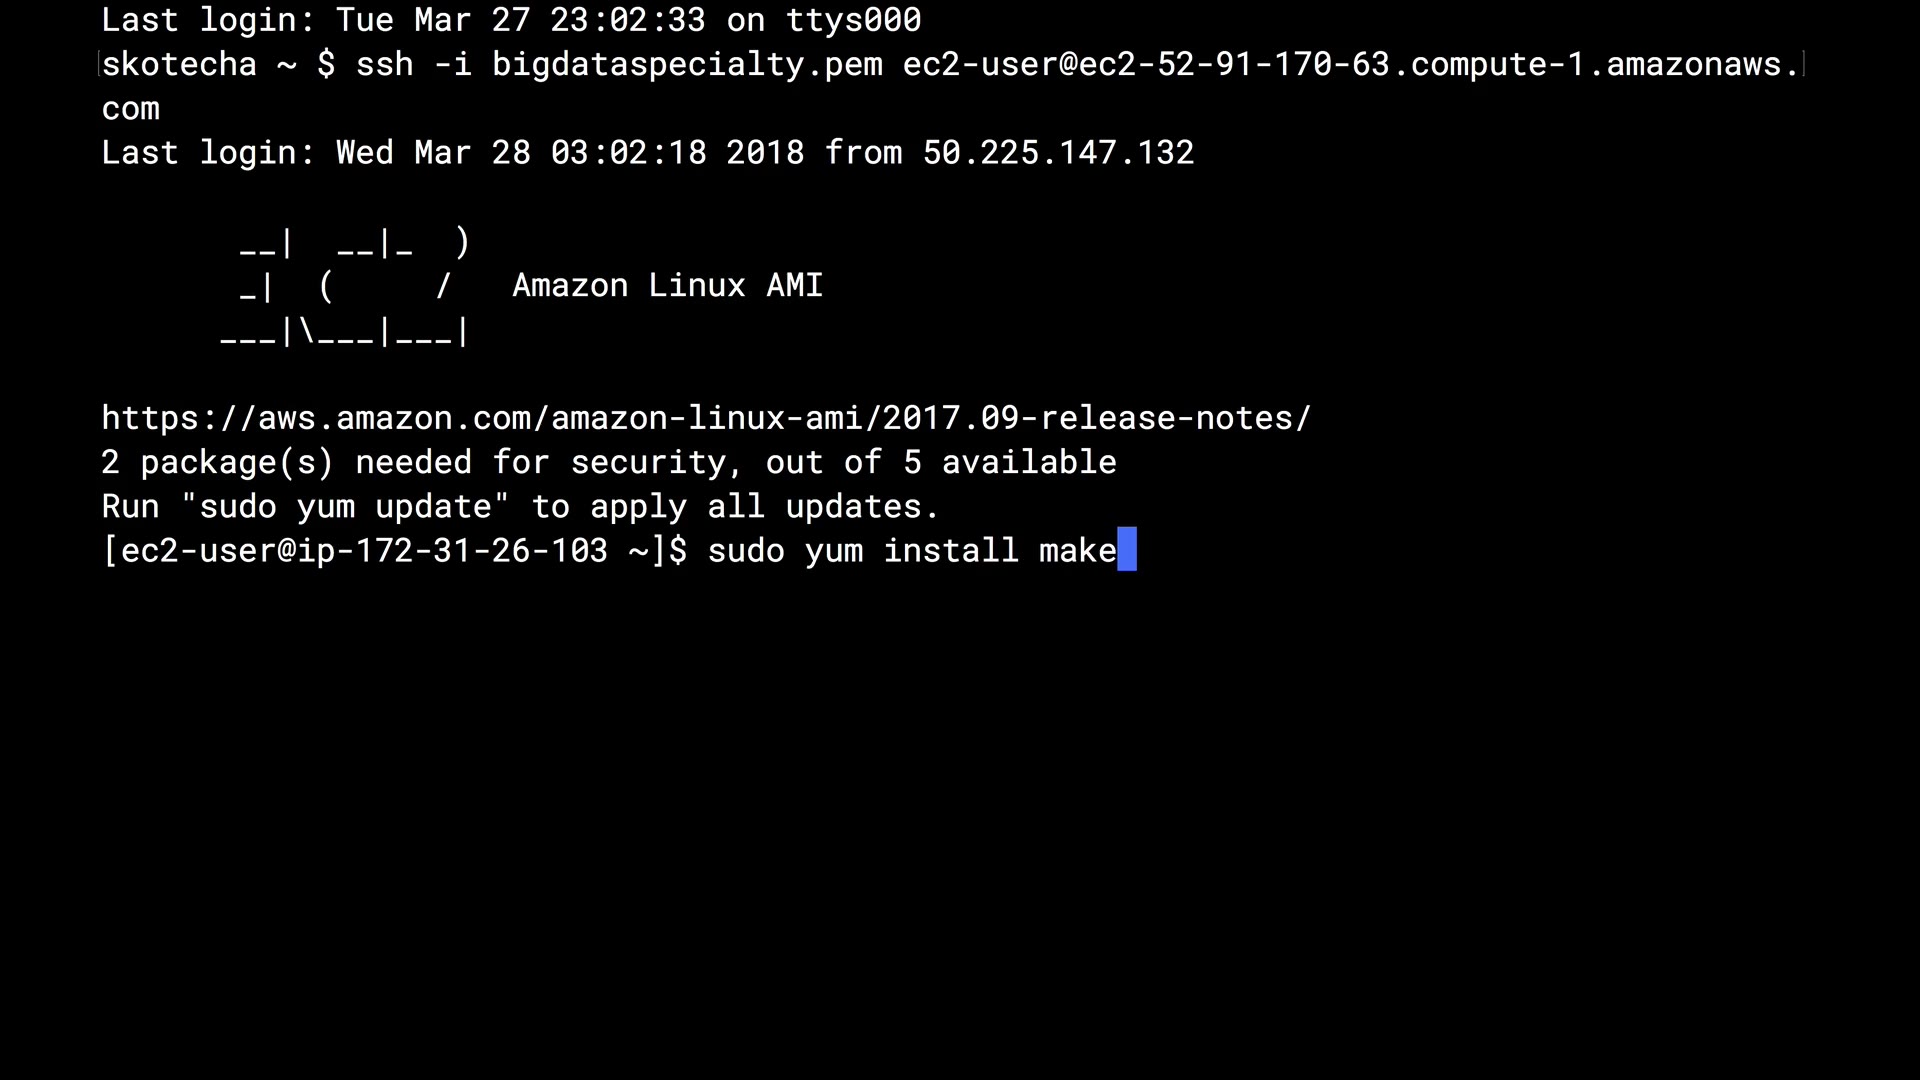 Last login: Tue Mar 27 23:02:33 on ttys000
skotecha ~ $ ssh -i bigdataspecialty.pem ec2-user@ec2-52-91-170-63.compute-1.amazonaws.
com
Last login: Wed Mar 28 03:02:18 2018 from 50.225.147.132
       __|  __|_  )
       _|  (     /   Amazon Linux AMI
      ___|\___|___|
https://aws.amazon.com/amazon-linux-ami/2017.09-release-notes/
2 package(s) needed for security, out of 5 available
Run "sudo yum update" to apply all updates.
[ec2-user@ip-172-31-26-103 ~]$ sudo yum install make